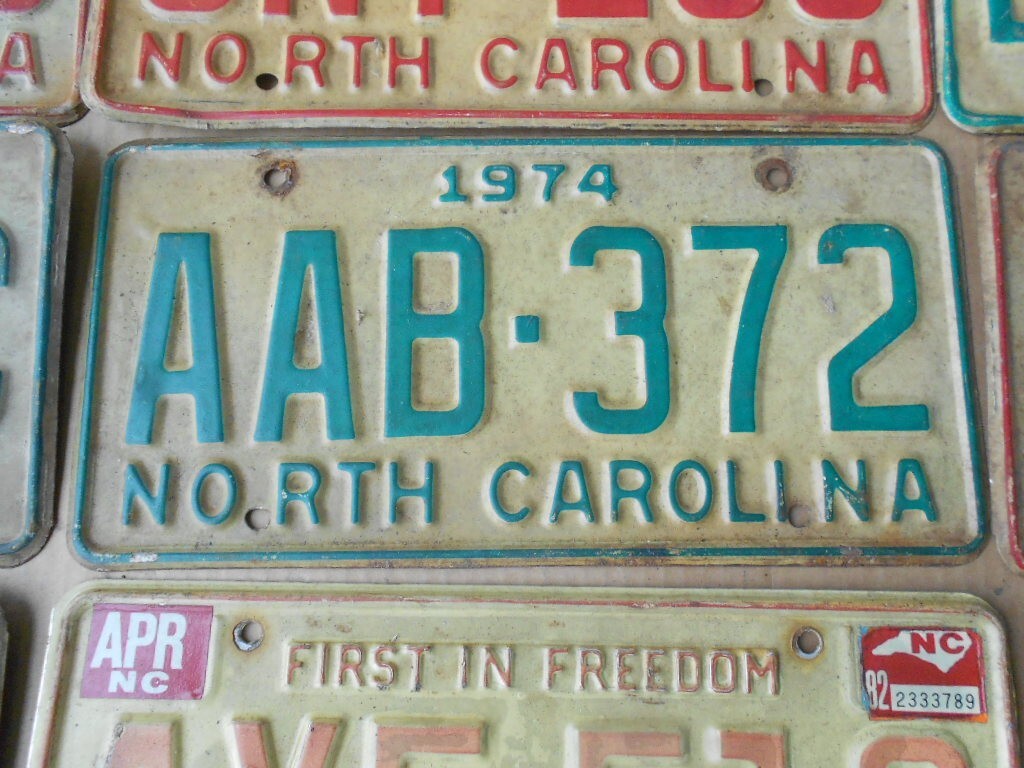 NORTH CAROLINA
1974
AAB·372
NORTH CAROLINA
APR
NC
FIRST IN FREEDOM
NC
82 2333789